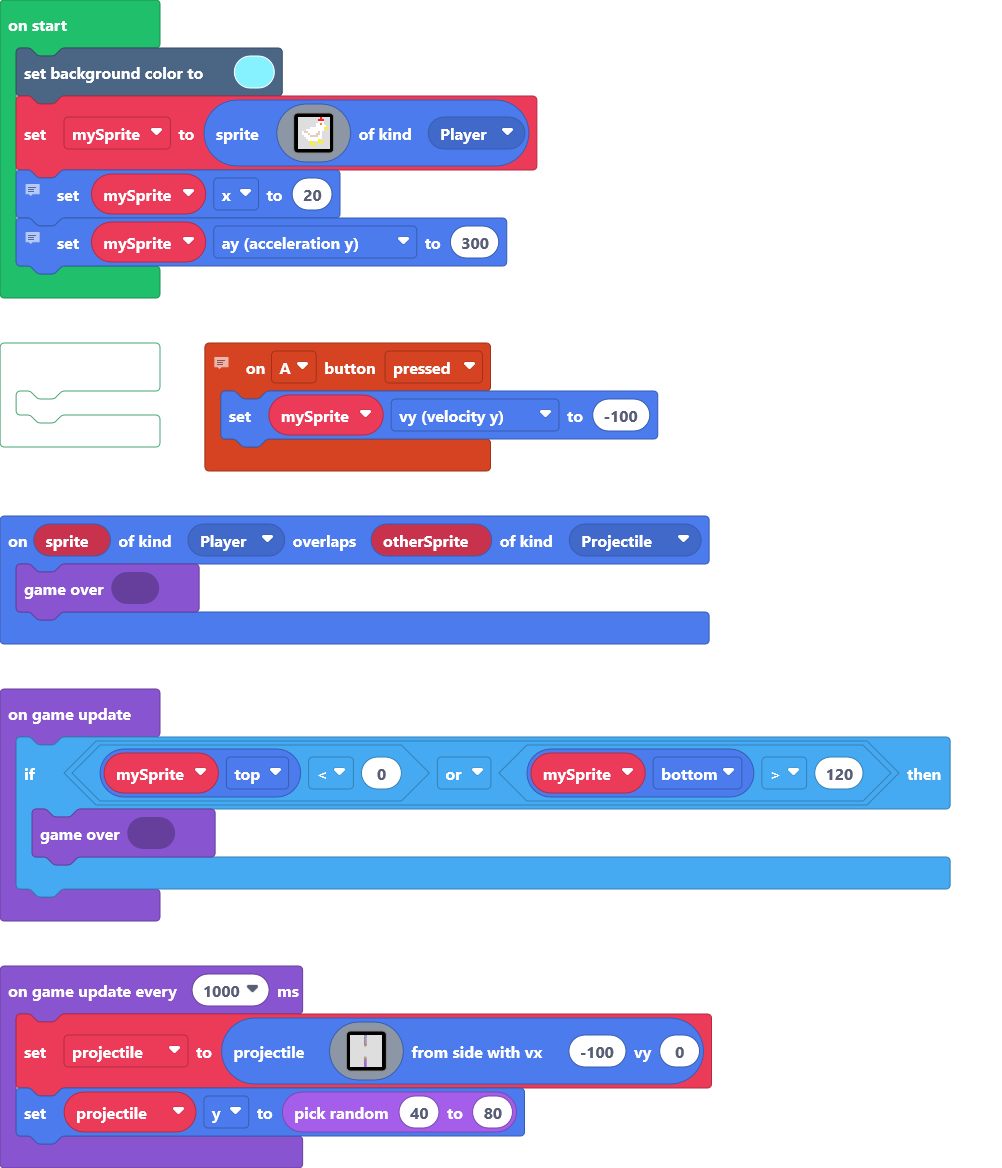 on start
set background color to
set mySprite to sprite of kind Player
set mySprite x to 20
set mySprite ay (acceleration y) to 300
on A button pressed
set mySprite vy (velocity y) to -100
on sprite of kind Player overlaps otherSprite of kind Projectile
game over
on game update
if mySprite top < 0 or mySprite bottom > 120 then
game over
on game update every 1000 ms
set projectile to projectile from side with vx -100 vy 0
set projectile y to pick random 40 to 80